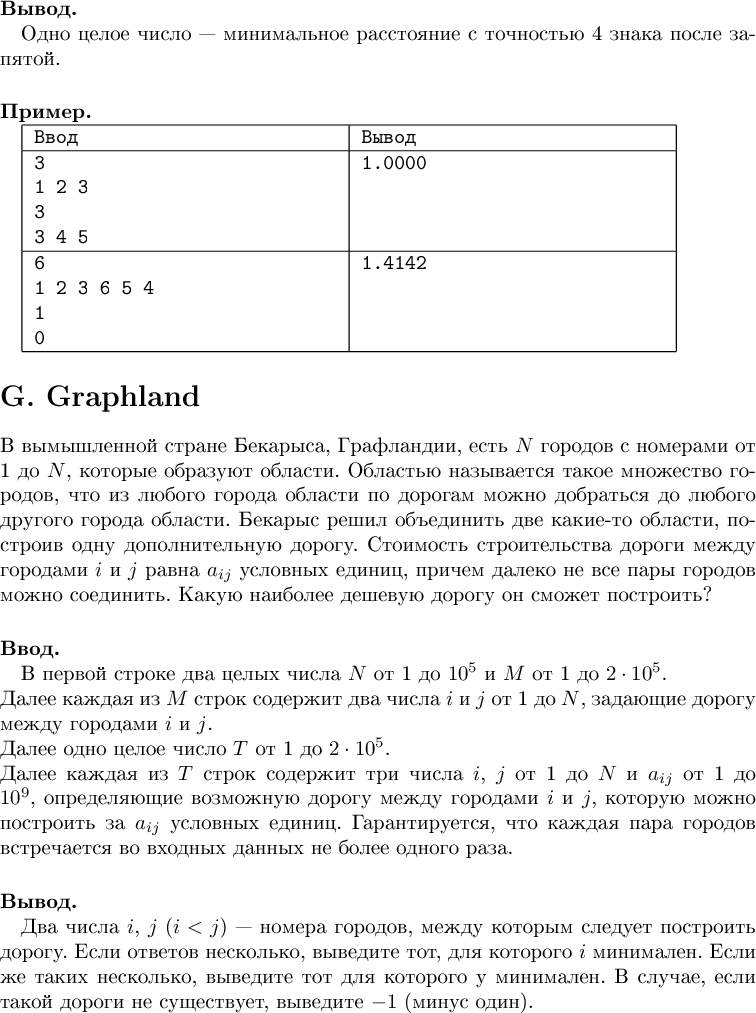 Вывод.
Одно целое число — минимальное расстояние с точностью 4 знака после за-
пятой.
Пример.
Ввод Вывод
3 1.0000
1 2 3
3
3 4 5
6 1.4142
1 2 3 6 5 4
1
0
G. Graphland
В вымышленной стране Бекарыса, Графландии, есть N городов с номерами от
1 до N, которые образуют области. Областью называется такое множество го-
родов, что из любого города области по дорогам можно добраться до любого
другого города области. Бекарыс решил объединить две какие-то области, по-
строив одну дополнительную дорогу. Стоимость строительства дороги между
городами i и j равна a_{ij} условных единиц, причем далеко не все пары городов
можно соединить. Какую наиболее дешевую дорогу он сможет построить?
Ввод.
В первой строке два целых числа N от 1 до 10^5 и M от 1 до 2 · 10^5.
Далее каждая из M строк содержит два числа i и j от 1 до N, задающие дорогу
между городами i и j.
Далее одно целое число T от 1 до 2 · 10^5.
Далее каждая из T строк содержит три числа i, j от 1 до N и a_{ij} от 1 до
10^9, определяющие возможную дорогу между городами i и j, которую можно
построить за a_{ij} условных единиц. Гарантируется, что каждая пара городов
встречается во входных данных не более одного раза.
Вывод.
Два числа i, j (i < j) — номера городов, между которым следует построить
дорогу. Если ответов несколько, выведите тот, для которого i минимален. Если
же таких несколько, выведите тот для которого у минимален. В случае, если
такой дороги не существует, выведите −1 (минус один).